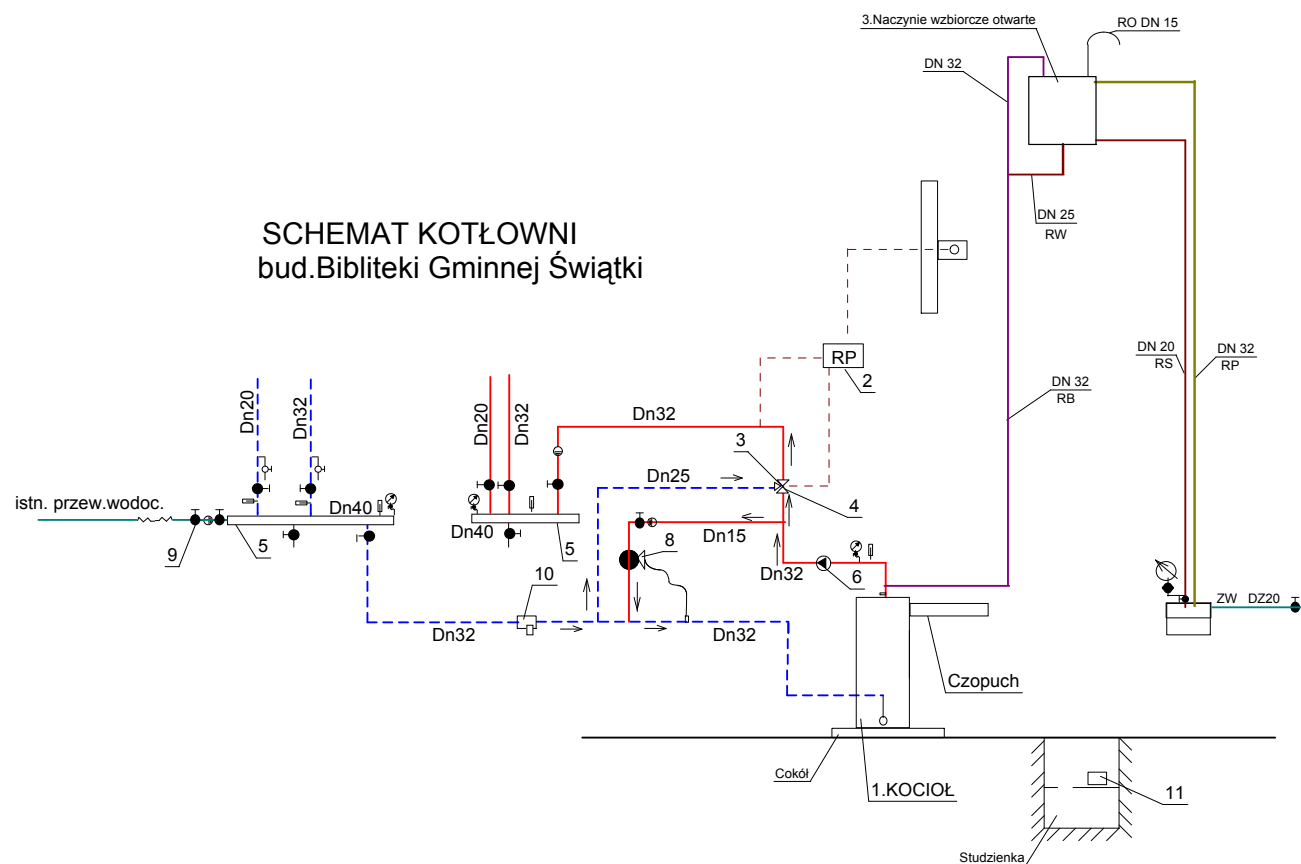 3.Naczynie wzbiorcze otwarte
RO DN 15
DN 32
DN 25
RW
SCHEMAT KOTŁOWNI
bud.Bibliteki Gminnej Świątki
RP
2
DN 20
RS
DN 32
RP
DN 32
RB
Dn20
Dn32
Dn20
Dn32
Dn32
3
Dn25
4
istn. przew.wodoc.
Dn40
Dn40
9
5
5
Dn15
8
Dn32
6
10
Dn32
Dn32
ZW DZ20
Czopuch
Cokół
1.KOCIOŁ
11
Studzienka